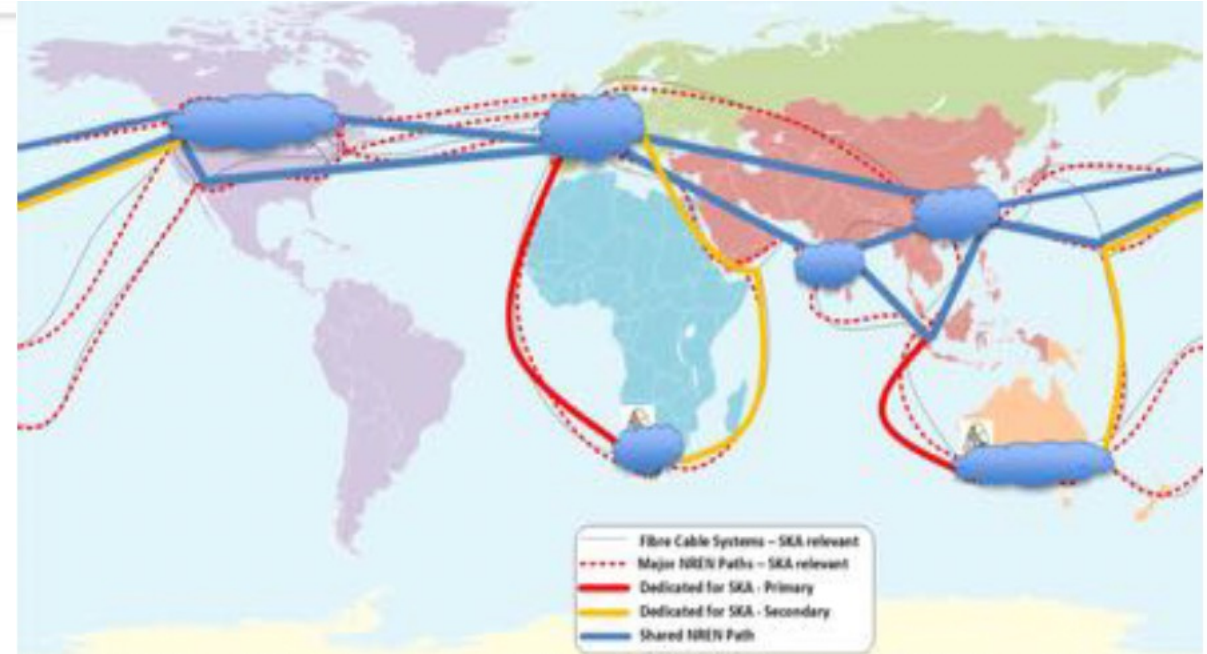 Fibre Cable Systems – SKA relevant
Major NREN Paths – SKA relevant
Dedicated for SKA - Primary
Dedicated for SKA - Secondary
Shared NREN Path